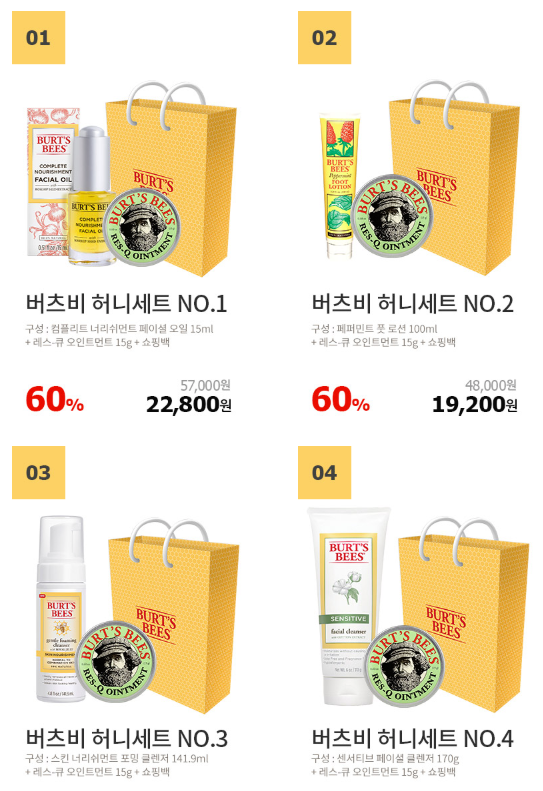 01
BURT'S
BEES
COMPLETE
NOURISHMENT
FACIAL OIL
BURT'S BEES
COMPLETE
NOURISHMENT
FACIAL OIL
BURT'S
BEES
BURT'S BEES
RES-Q OINTMENT
버츠비 허니세트 NO.1
구성 : 컴플리트 너리쉬먼트 페이셜 오일 15ml
+ 레스-큐 오인트먼트 15g + 쇼핑백
60%
57,000원
22,800원
02
BURT'S
BEES
Peppermint
FOOT
LOTION
BURT'S
BEES
BURT'S BEES
RES-Q OINTMENT
버츠비 허니세트 NO.2
구성 : 페퍼민트 풋 로션 100ml
+ 레스-큐 오인트먼트 15g + 쇼핑백
60%
48,000원
19,200원
03
BURT'S
BEES
gentle foaming
cleanser
BURT'S
BEES
BURT'S BEES
RES-Q OINTMENT
버츠비 허니세트 NO.3
구성 : 스킨 너리쉬먼트 포밍 클렌저 141.9ml
+ 레스-큐 오인트먼트 15g + 쇼핑백
04
BURT'S
BEES
SENSITIVE
facial cleanser
BURT'S
BEES
BURT'S BEES
RES-Q OINTMENT
버츠비 허니세트 NO.4
구성 : 센서티브 페이셜 클렌저 170g
+ 레스-큐 오인트먼트 15g + 쇼핑백